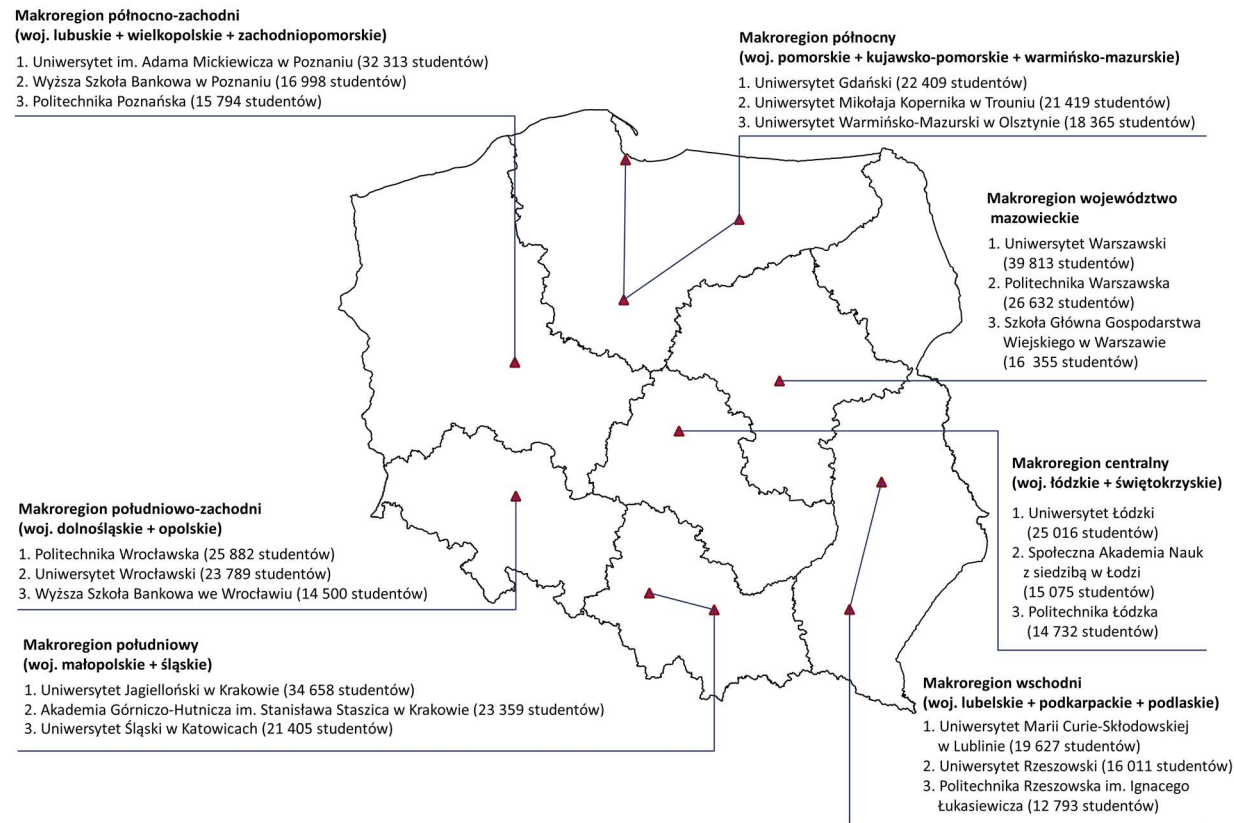 Makroregion północno-zachodni
(woj. lubuskie + wielkopolskie + zachodniopomorskie)
1. Uniwersytet im. Adama Mickiewicza w Poznaniu (32 313 studentów)
2. Wyższa Szkoła Bankowa w Poznaniu (16 998 studentów)
3. Politechnika Poznańska (15 794 studentów)
Makroregion północny
(woj. pomorskie + kujawsko-pomorskie + warmińsko-mazurskie)
1. Uniwersytet Gdański (22 409 studentów)
2. Uniwersytet Mikołaja Kopernika w Trouniu (21 419 studentów)
3. Uniwersytet Warmińsko-Mazurski w Olsztynie (18 365 studentów)
Makroregion województwo
mazowieckie
1. Uniwersytet Warszawski
(39 813 studentów)
2. Politechnika Warszawska
(26 632 studentów)
3. Szkoła Główna Gospodarstwa
Wiejskiego w Warszawie
(16 355 studentów)
Makroregion centralny
(woj. łódzkie + świętokrzyskie)
1. Uniwersytet Łódzki
(25 016 studentów)
2. Społeczna Akademia Nauk
z siedzibą w Łodzi
(15 075 studentów)
3. Politechnika Łódzka
(14 732 studentów)
Makroregion południowo-zachodni
(woj. dolnośląskie + opolskie)
1. Politechnika Wrocławska (25 882 studentów)
2. Uniwersytet Wrocławski (23 789 studentów)
3. Wyższa Szkoła Bankowa we Wrocławiu (14 500 studentów)
Makroregion południowy
(woj. małopolskie + śląskie)
1. Uniwersytet Jagielloński w Krakowie (34 658 studentów)
2. Akademia Górniczo-Hutnicza im. Stanisława Staszica w Krakowie (23 359 studentów)
3. Uniwersytet Śląski w Katowicach (21 405 studentów)
Makroregion wschodni
(woj. lubelskie + podkarpackie + podlaskie)
1. Uniwersytet Marii Curie-Skłodowskiej
w Lublinie (19 627 studentów)
2. Uniwersytet Rzeszowski (16 011 studentów)
3. Politechnika Rzeszowska im. Ignacego
Łukasiewicza (12 793 studentów)